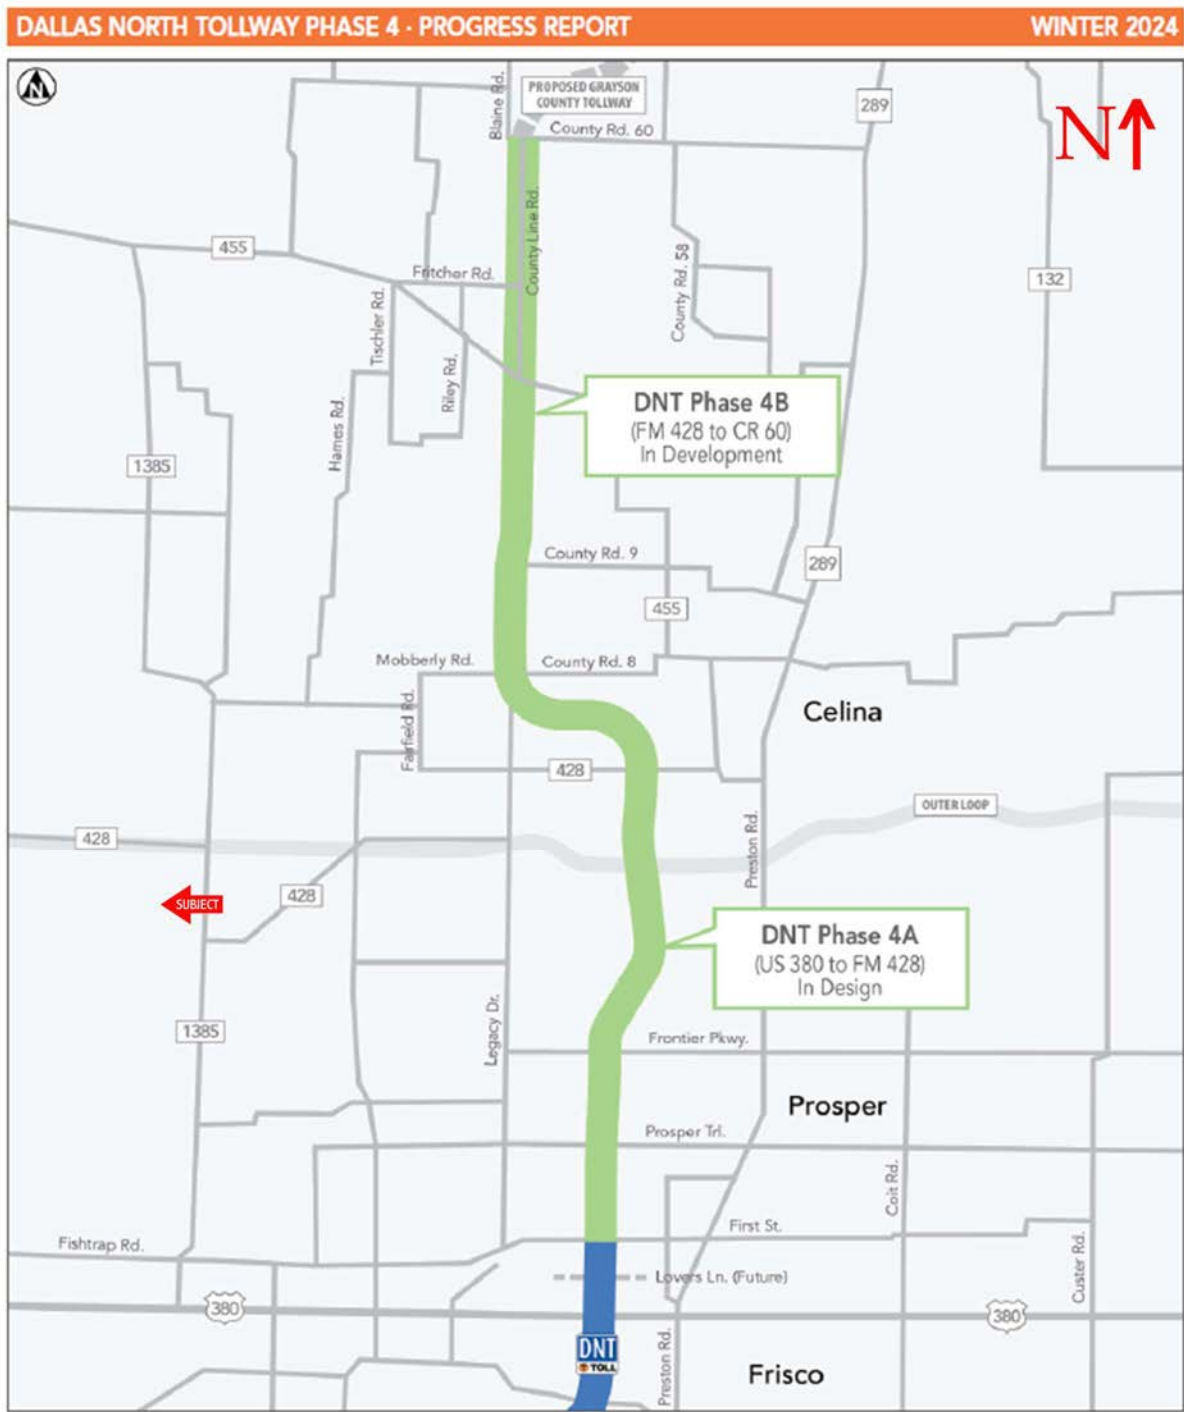 DALLAS NORTH TOLLWAY PHASE 4 - PROGRESS REPORT
WINTER 2024
N
Blaine Rd.
PROPOSED GRAYSON
COUNTY TOLLWAY
289
N
County Rd. 60
County Line Rd.
455
Fritcher Rd.
County Rd. 58
132
Tischler Rd.
Riley Rd.
Hames Rd.
DNT Phase 4B
(FM 428 to CR 60)
In Development
1385
County Rd. 9
289
455
Mobberly Rd.
County Rd. 8
Fairfield Rd.
Celina
428
OUTER LOOP
428
Preston Rd.
428
SUBJECT
DNT Phase 4A
(US 380 to FM 428)
In Design
1385
Legacy Dr.
Frontier Pkwy.
Prosper
Prosper Trl.
Coit Rd.
First St.
Fishtrap Rd.
Custer Rd.
Lovers Ln. (Future)
380
380
DNT
TOLL
Preston Rd.
Frisco